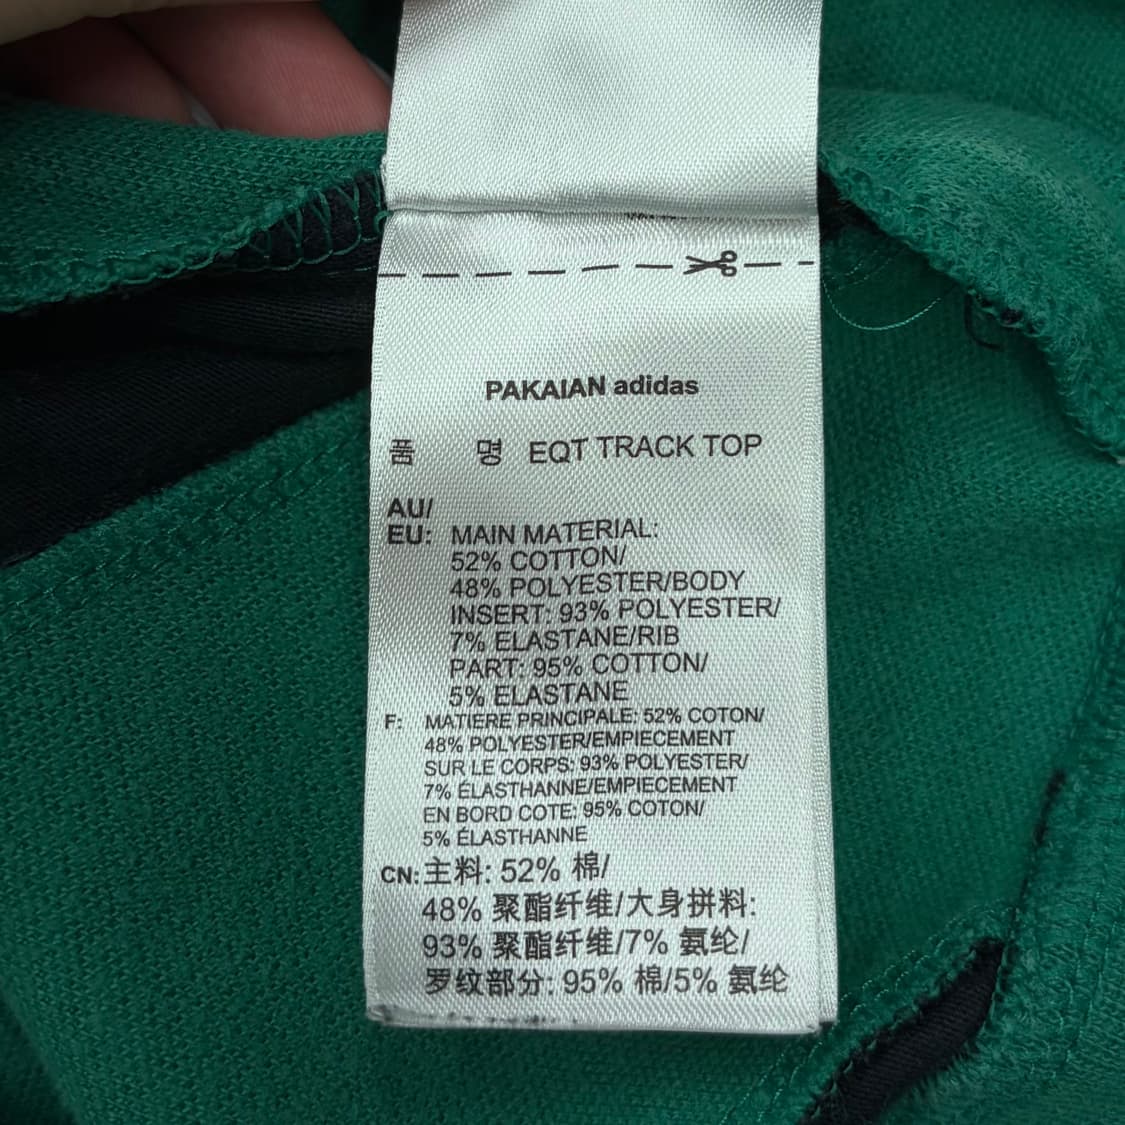 PAKAIAN adidas
품 명 EQT TRACK TOP
AU/
EU: MAIN MATERIAL:
52% COTTON/
48% POLYESTER/BODY
INSERT: 93% POLYESTER/
7% ELASTANE/RIB
PART: 95% COTTON/
5% ELASTANE
F: MATIERE PRINCIPALE: 52% COTON/
48% POLYESTER/EMPIECEMENT
SUR LE CORPS: 93% POLYESTER/
7% ÉLASTHANNE/EMPIECEMENT
EN BORD COTE: 95% COTON/
5% ÉLASTHANNE
CN: 主料: 52% 棉/
48% 聚酯纤维/大身拼料:
93% 聚酯纤维/7% 氨纶/
罗纹部分: 95% 棉/5% 氨纶